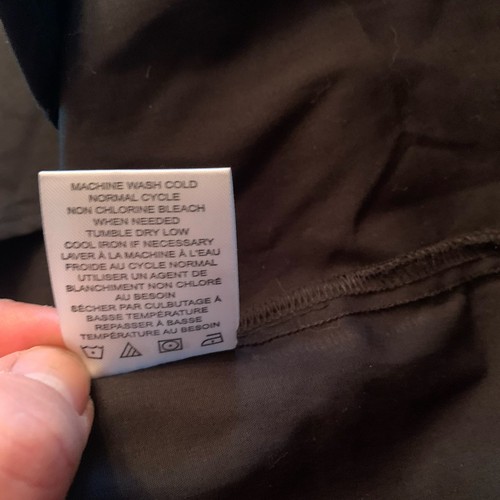 MACHINE WASH COLD
NORMAL CYCLE
NON CHLORINE BLEACH
WHEN NEEDED
TUMBLE DRY LOW
COOL IRON IF NECESSARY
LAVER À LA MACHINE À L'EAU
FROIDE AU CYCLE NORMAL
UTILISER UN AGENT DE
BLANCHIMENT NON CHLORÉ
AU BESOIN
SÉCHER PAR CULBUTAGE À
BASSE TEMPÉRATURE
REPASSER À BASSE
TEMPÉRATURE AU BESOIN